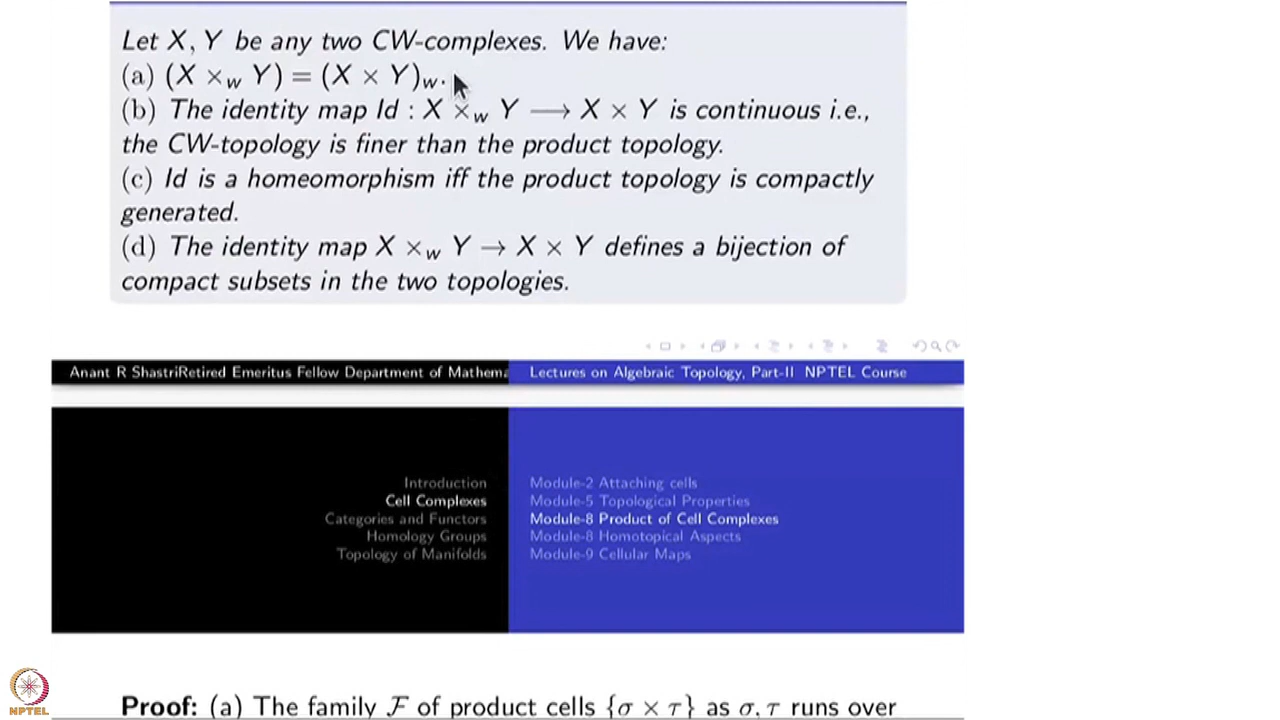 Let X, Y be any two CW-complexes. We have:
(a) (X ×w Y) = (X × Y)w.
(b) The identity map Id : X ×w Y ⟶ X × Y is continuous i.e.,
the CW-topology is finer than the product topology.
(c) Id is a homeomorphism iff the product topology is compactly
generated.
(d) The identity map X ×w Y → X × Y defines a bijection of
compact subsets in the two topologies.
Anant R ShastriRetired Emeritus Fellow Department of Mathema
Lectures on Algebraic Topology, Part-II NPTEL Course
Introduction
Cell Complexes
Categories and Functors
Homology Groups
Topology of Manifolds
Module-2 Attaching cells
Module-5 Topological Properties
Module-8 Product of Cell Complexes
Module-8 Homotopical Aspects
Module-9 Cellular Maps
NPTEL
Proof: (a) The family ℱ of product cells {σ × τ} as σ, τ runs over